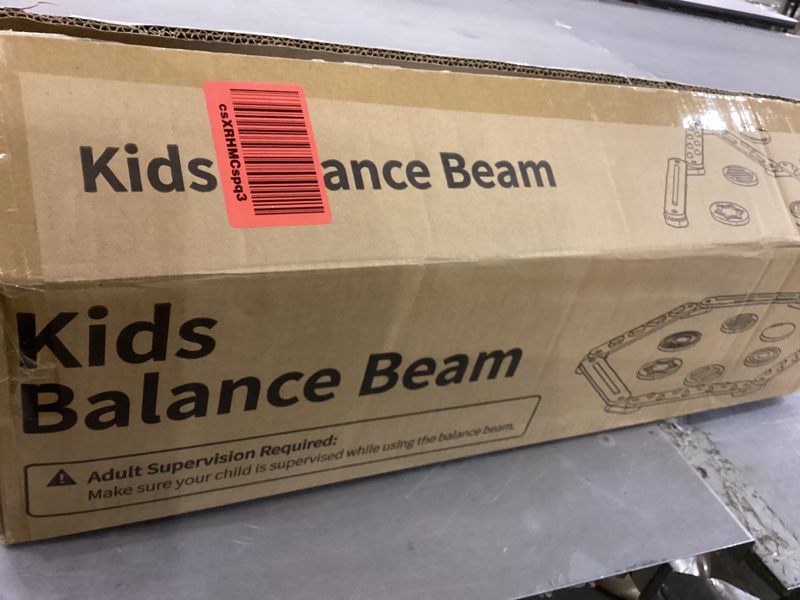 csXRHMCspq3
Kids ance Beam
Kids
Balance Beam
Adult Supervision Required:
Make sure your child is supervised while using the balance beam.